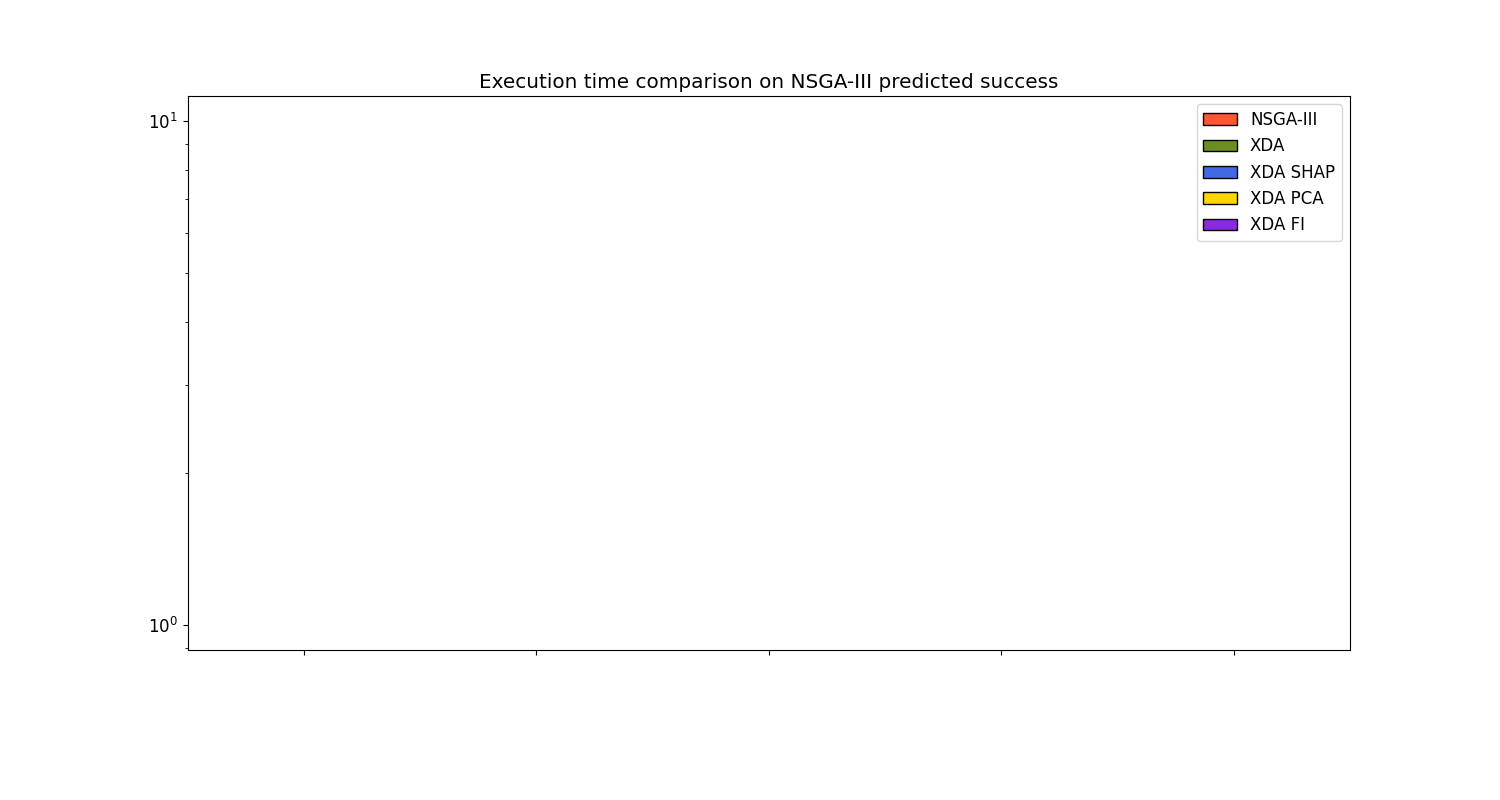 Execution time comparison on NSGA-III predicted success
10¹
10⁰
NSGA-III
XDA
XDA SHAP
XDA PCA
XDA FI